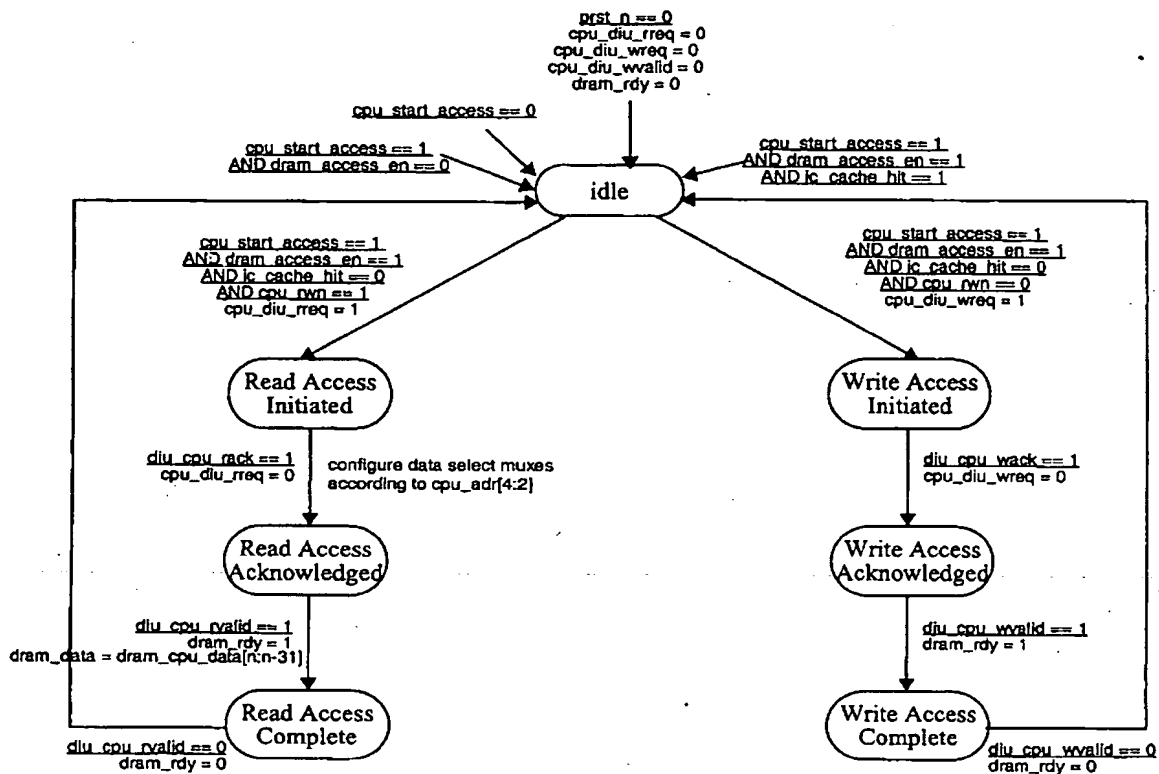 prst_n == 0
cpu_diu_rreq = 0
cpu_diu_wreq = 0
cpu_diu_wvalid = 0
dram_rdy = 0
cpu_start_access == 0
cpu_start_access == 1
AND dram_access_en == 0
cpu_start_access == 1
AND dram_access_en == 1
AND ic_cache_hit == 1
idle
cpu_start_access == 1
AND dram_access_en == 1
AND ic_cache_hit == 0
AND cpu_rwn == 1
cpu_diu_rreq = 1
cpu_start_access == 1
AND dram_access_en == 1
AND ic_cache_hit == 0
AND cpu_rwn == 0
cpu_diu_wreq = 1
Read Access
Initiated
Write Access
Initiated
diu_cpu_rack == 1
cpu_diu_rreq = 0
configure data select muxes
according to cpu_adr[4:2]
diu_cpu_wack == 1
cpu_diu_wreq = 0
Read Access
Acknowledged
Write Access
Acknowledged
diu_cpu_rvalid == 1
dram_rdy = 1
dram_data = dram_cpu_data[n:n-31]
diu_cpu_wvalid == 1
dram_rdy = 1
Read Access
Complete
Write Access
Complete
diu_cpu_rvalid == 0
dram_rdy = 0
diu_cpu_wvalid == 0
dram_rdy = 0